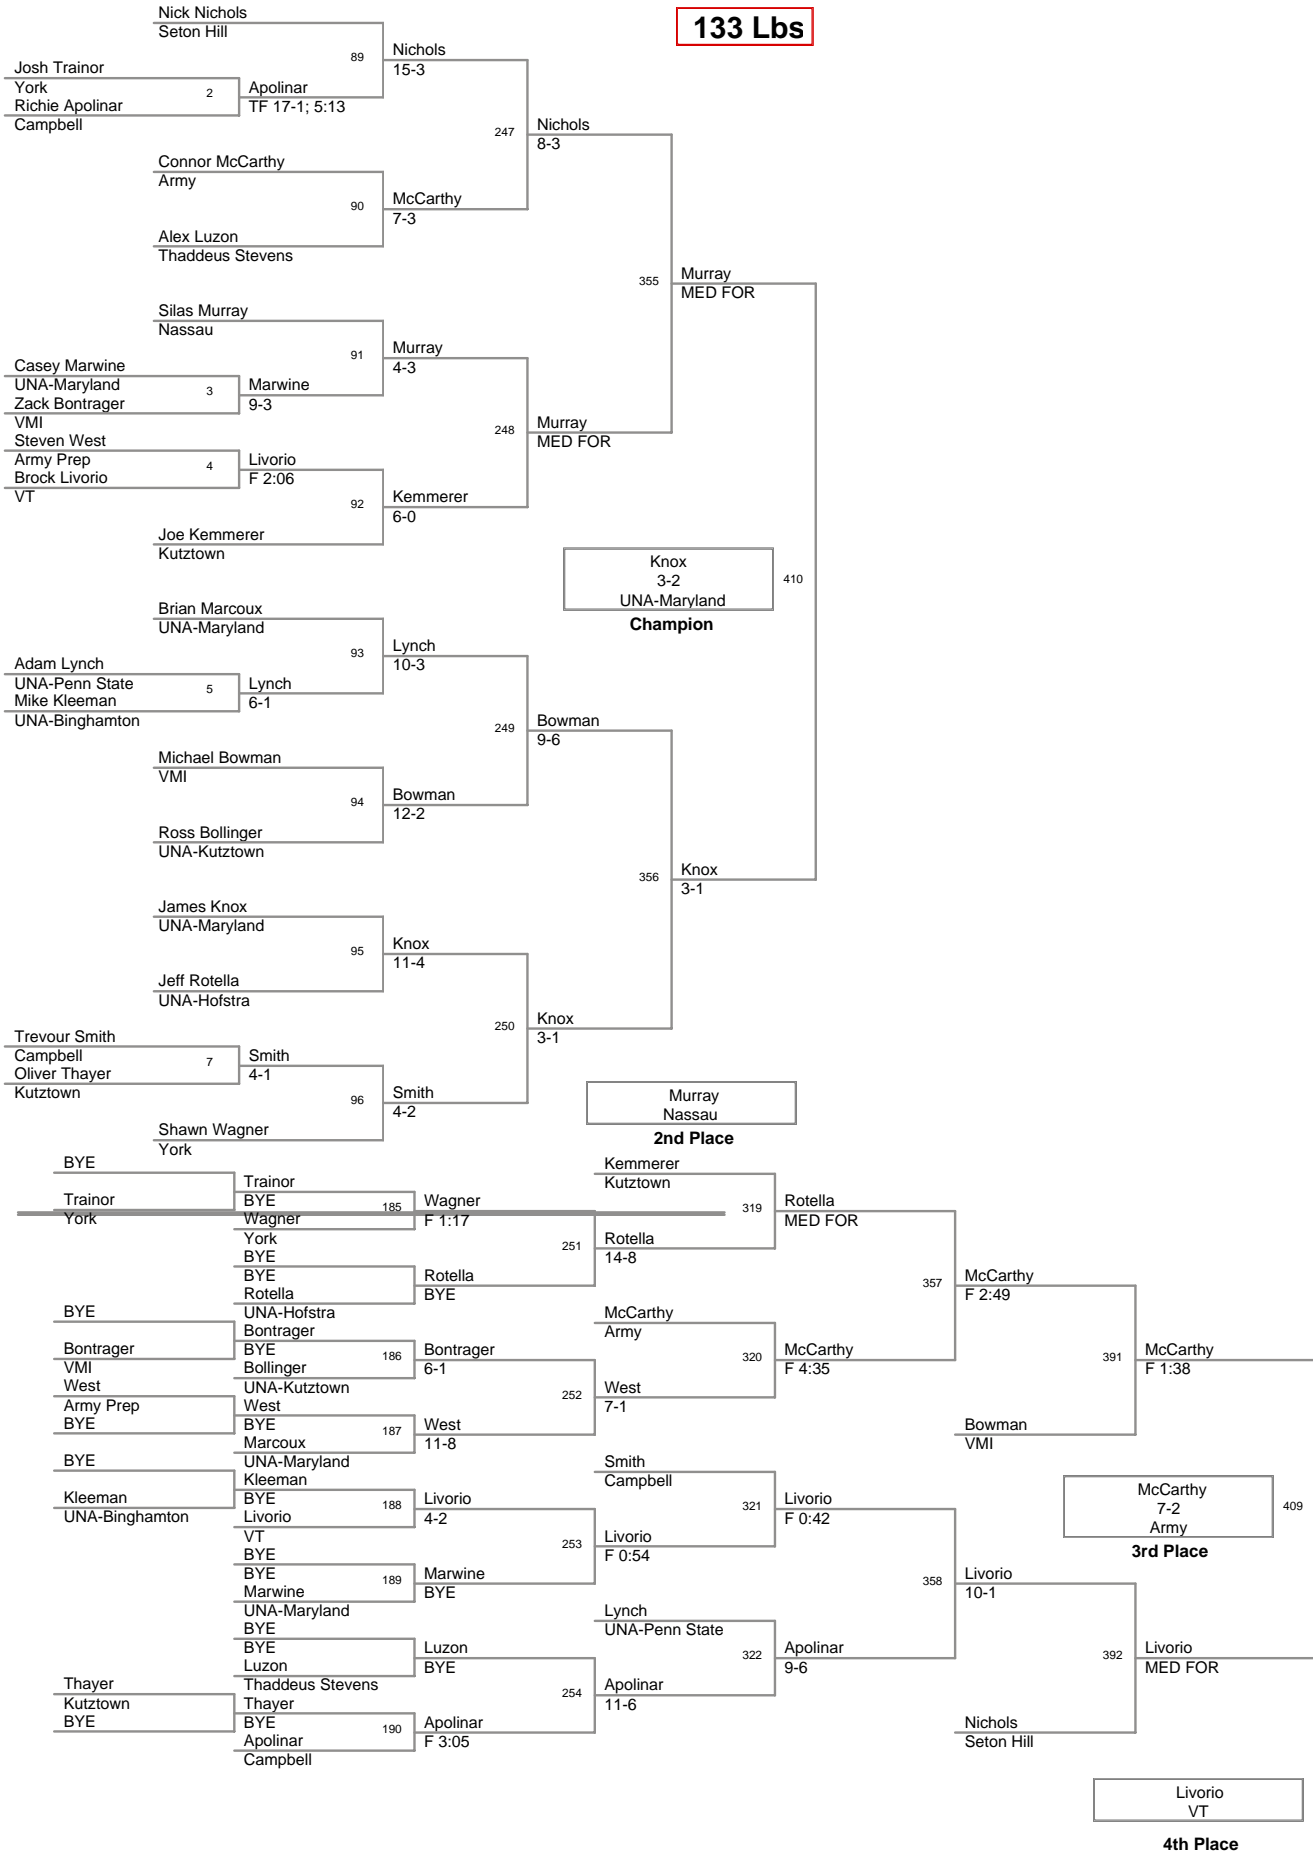 133 Lbs
Nick Nichols
Seton Hill
89
Nichols
15-3
Josh Trainor
York
2
Richie Apolinar
Campbell
Apolinar
TF 17-1; 5:13
247
Nichols
8-3
Connor McCarthy
Army
90
McCarthy
7-3
Alex Luzon
Thaddeus Stevens
355
Murray
MED FOR
Silas Murray
Nassau
91
Murray
4-3
Casey Marwine
UNA-Maryland
3
Zack Bontrager
VMI
Marwine
9-3
248
Murray
MED FOR
Steven West
Army Prep
4
Brock Livorio
VT
Livorio
F 2:06
92
Kemmerer
6-0
Joe Kemmerer
Kutztown
Knox
3-2
UNA-Maryland
410
Champion
Brian Marcoux
UNA-Maryland
93
Lynch
10-3
Adam Lynch
UNA-Penn State
5
Mike Kleeman
UNA-Binghamton
Lynch
6-1
249
Bowman
9-6
Michael Bowman
VMI
94
Bowman
12-2
Ross Bollinger
UNA-Kutztown
356
Knox
3-1
James Knox
UNA-Maryland
95
Knox
11-4
Jeff Rotella
UNA-Hofstra
250
Knox
3-1
Trevour Smith
Campbell
7
Oliver Thayer
Kutztown
Smith
4-1
96
Smith
4-2
Shawn Wagner
York
Murray
Nassau
2nd Place
BYE
Trainor
York
Trainor
BYE
185
Wagner
York
Wagner
F 1:17
BYE
BYE
Rotella
UNA-Hofstra
Rotella
BYE
251
Rotella
14-8
Kemmerer
Kutztown
319
Rotella
MED FOR
BYE
Bontrager
VMI
Bontrager
BYE
186
Bollinger
UNA-Kutztown
Bontrager
6-1
West
Army Prep
BYE
West
BYE
187
Marcoux
UNA-Maryland
West
11-8
252
West
7-1
McCarthy
Army
320
McCarthy
F 4:35
357
McCarthy
F 2:49
391
McCarthy
F 1:38
Bowman
VMI
BYE
Kleeman
UNA-Binghamton
Kleeman
BYE
188
Livorio
VT
Livorio
4-2
BYE
BYE
189
Marwine
UNA-Maryland
Marwine
BYE
253
Livorio
F 0:54
Smith
Campbell
321
Livorio
F 0:42
McCarthy
7-2
Army
409
3rd Place
BYE
BYE
Luzon
Thaddeus Stevens
Luzon
BYE
Thayer
Kutztown
BYE
Thayer
BYE
190
Apolinar
Campbell
Apolinar
F 3:05
254
Apolinar
11-6
Lynch
UNA-Penn State
322
Apolinar
9-6
358
Livorio
10-1
392
Livorio
MED FOR
Nichols
Seton Hill
Livorio
VT
4th Place